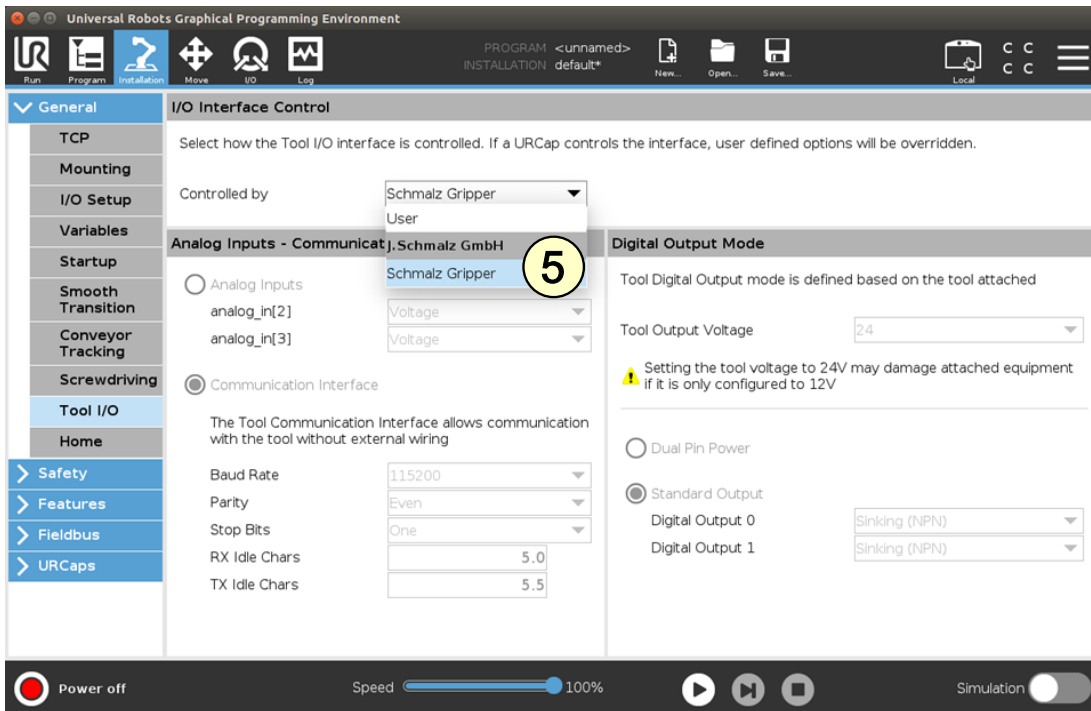 Universal Robots Graphical Programming Environment
Run
Program
Installation
Move
I/O
Log
PROGRAM <unnamed>
INSTALLATION default*
New...
Open...
Save...
Local
C C
C C
General
TCP
Mounting
I/O Setup
Variables
Startup
Smooth
Transition
Conveyor
Tracking
Screwdriving
Tool I/O
Home
Safety
Features
Fieldbus
URCaps
I/O Interface Control
Select how the Tool I/O interface is controlled. If a URCap controls the interface, user defined options will be overridden.
Controlled by
Schmalz Gripper
User
J.Schmalz GmbH
Schmalz Gripper
5
Analog Inputs - Communicat
Analog Inputs
analog_in[2] Voltage
analog_in[3] Voltage
Communication Interface
The Tool Communication Interface allows communication
with the tool without external wiring
Baud Rate 115200
Parity Even
Stop Bits One
RX Idle Chars 5.0
TX Idle Chars 5.5
Digital Output Mode
Tool Digital Output mode is defined based on the tool attached
Tool Output Voltage 24
Setting the tool voltage to 24V may damage attached equipment
if it is only configured to 12V
Dual Pin Power
Standard Output
Digital Output 0 Sinking (NPN)
Digital Output 1 Sinking (NPN)
Power off
Speed 100%
Simulation